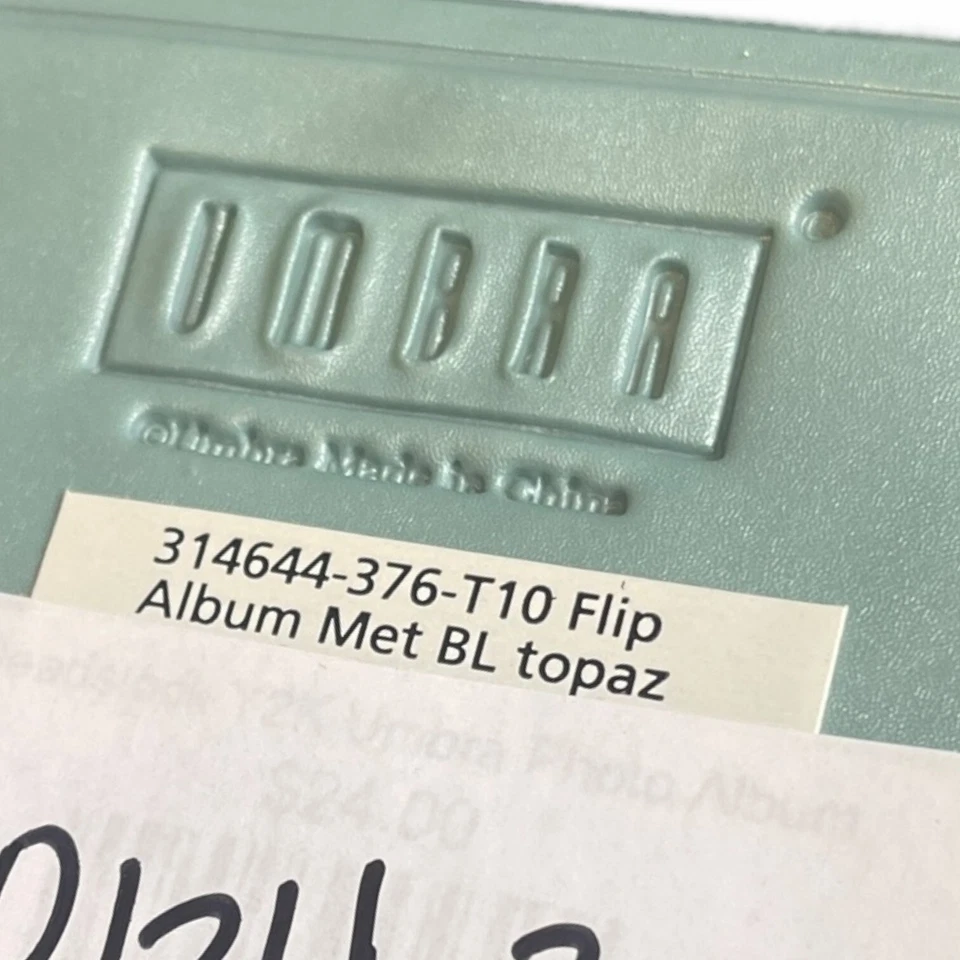 UMBRA
©Umbra Made in China
314644-376-T10 Flip
Album Met BL topaz
Y2K Umbra Photo Album
$24.00